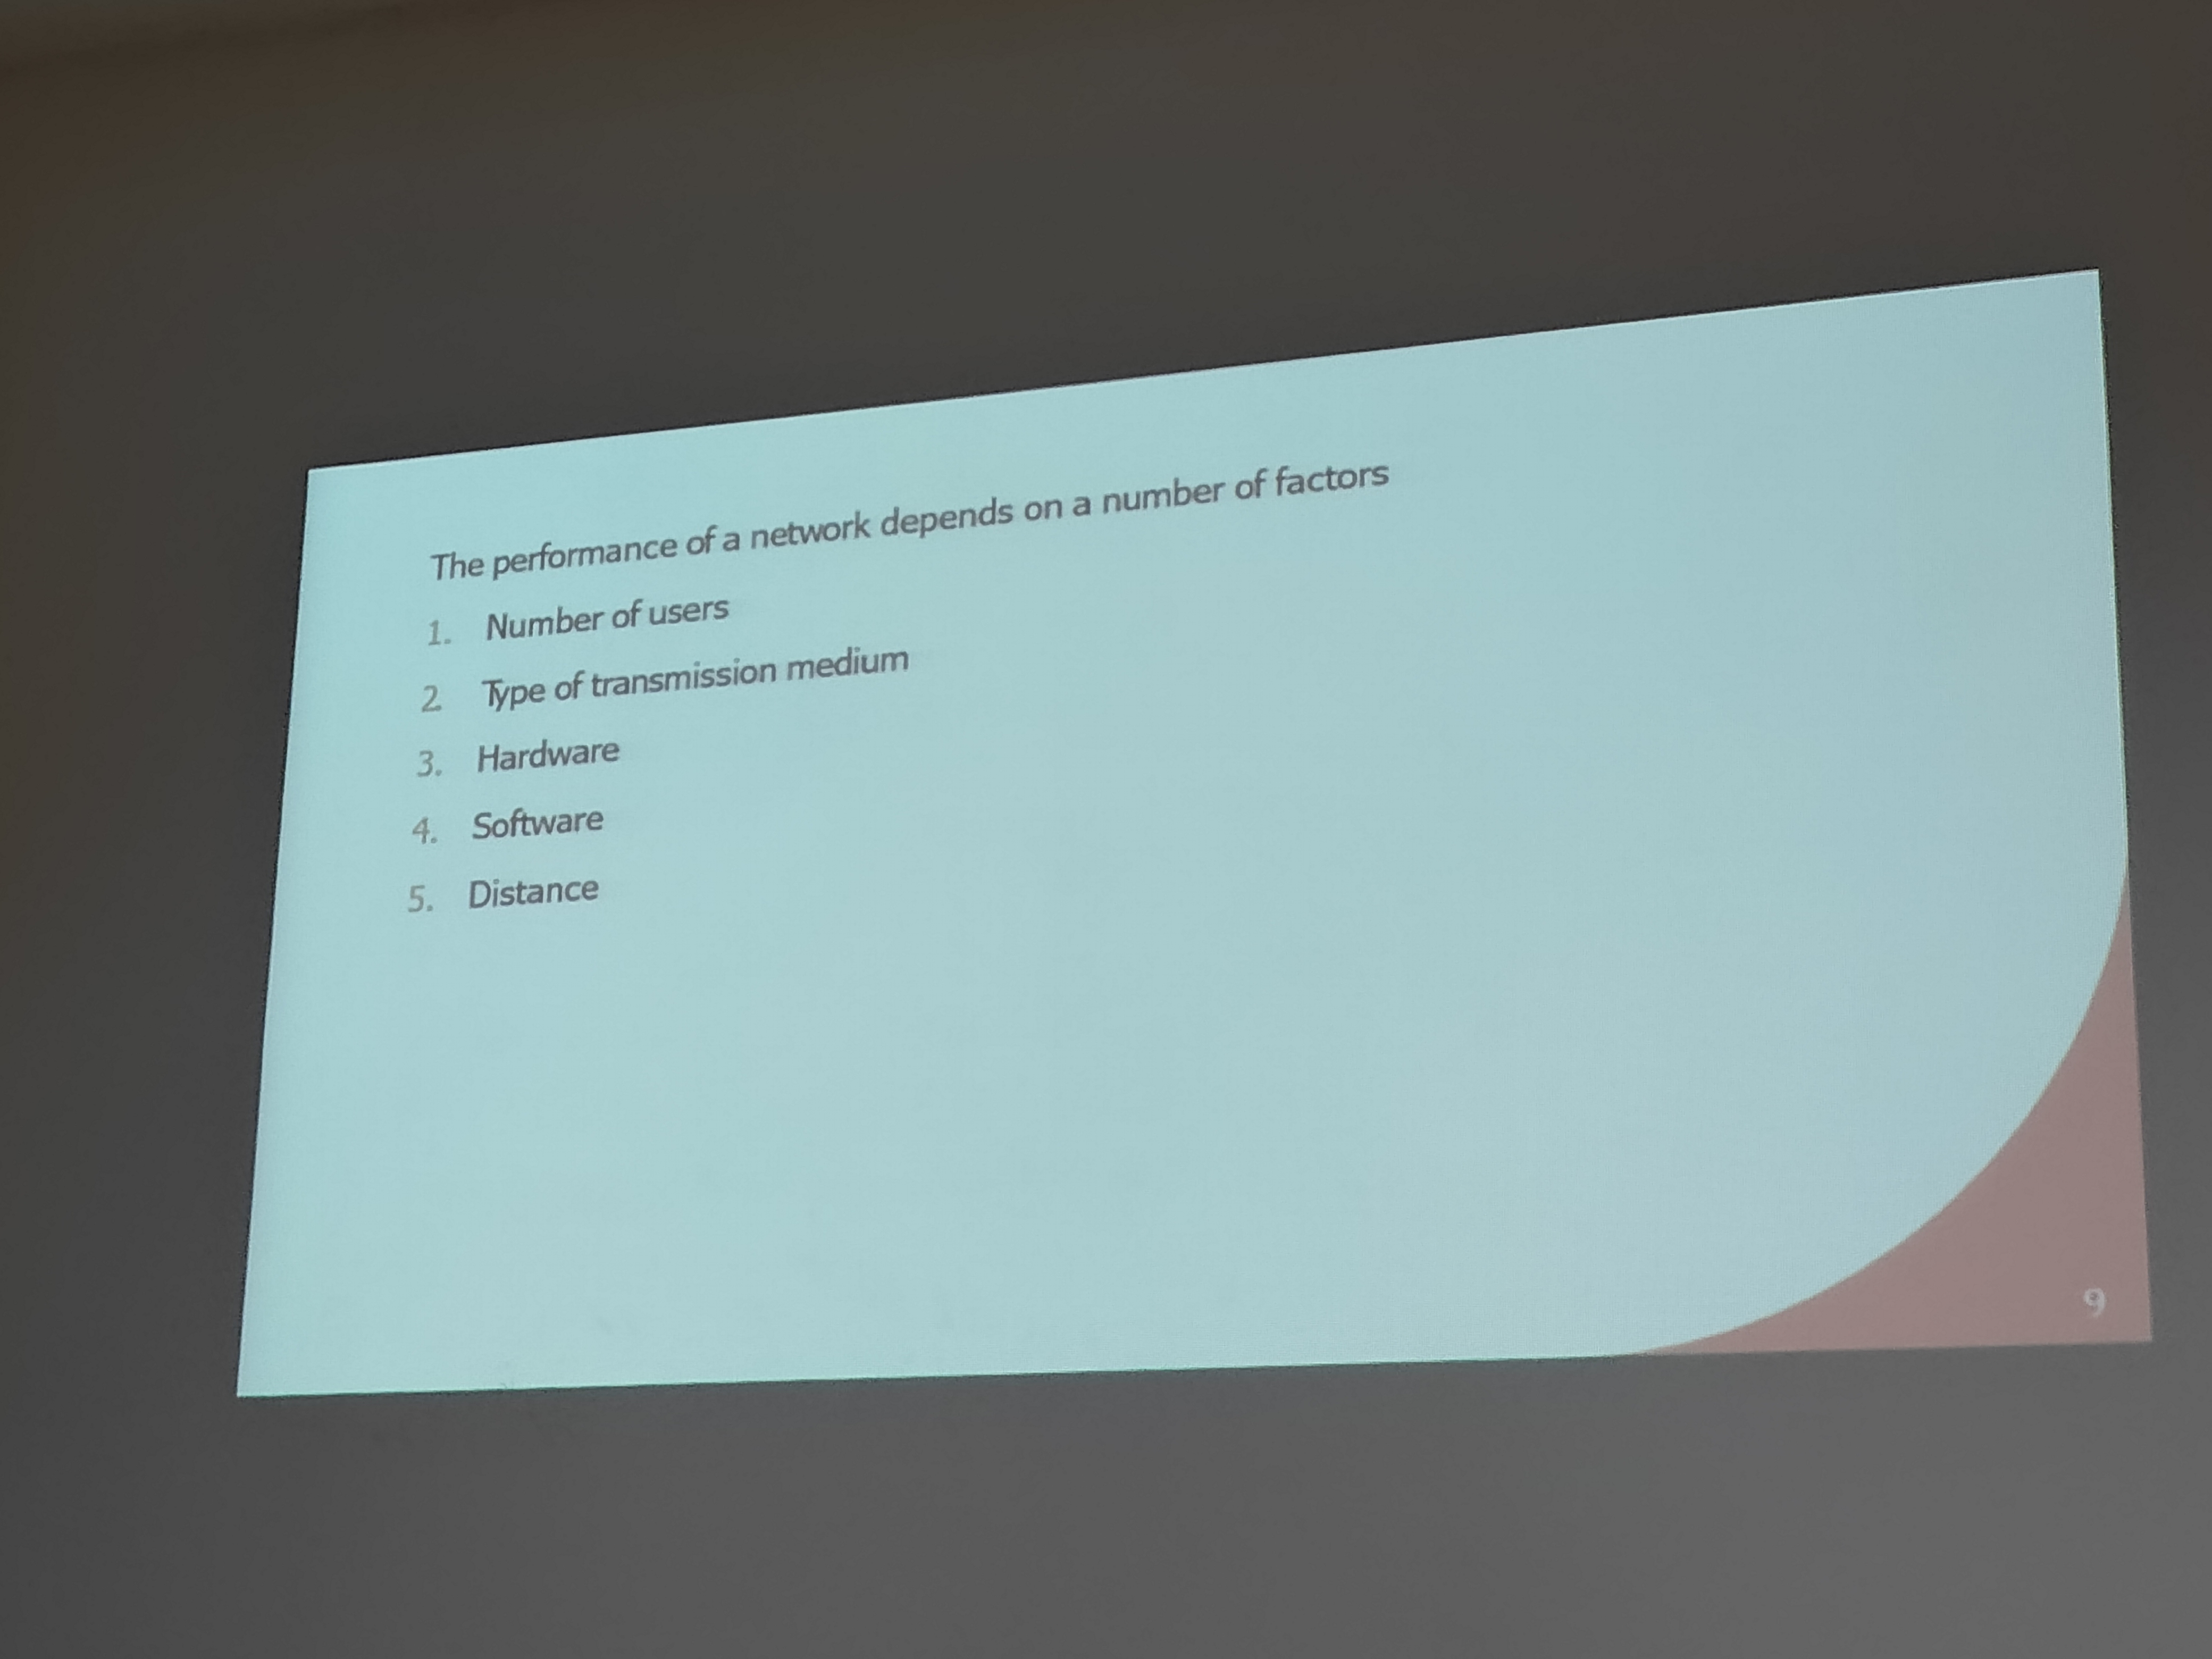 The performance of a network depends on a number of factors
1. Number of users
2. Type of transmission medium
3. Hardware
4. Software
5. Distance
9